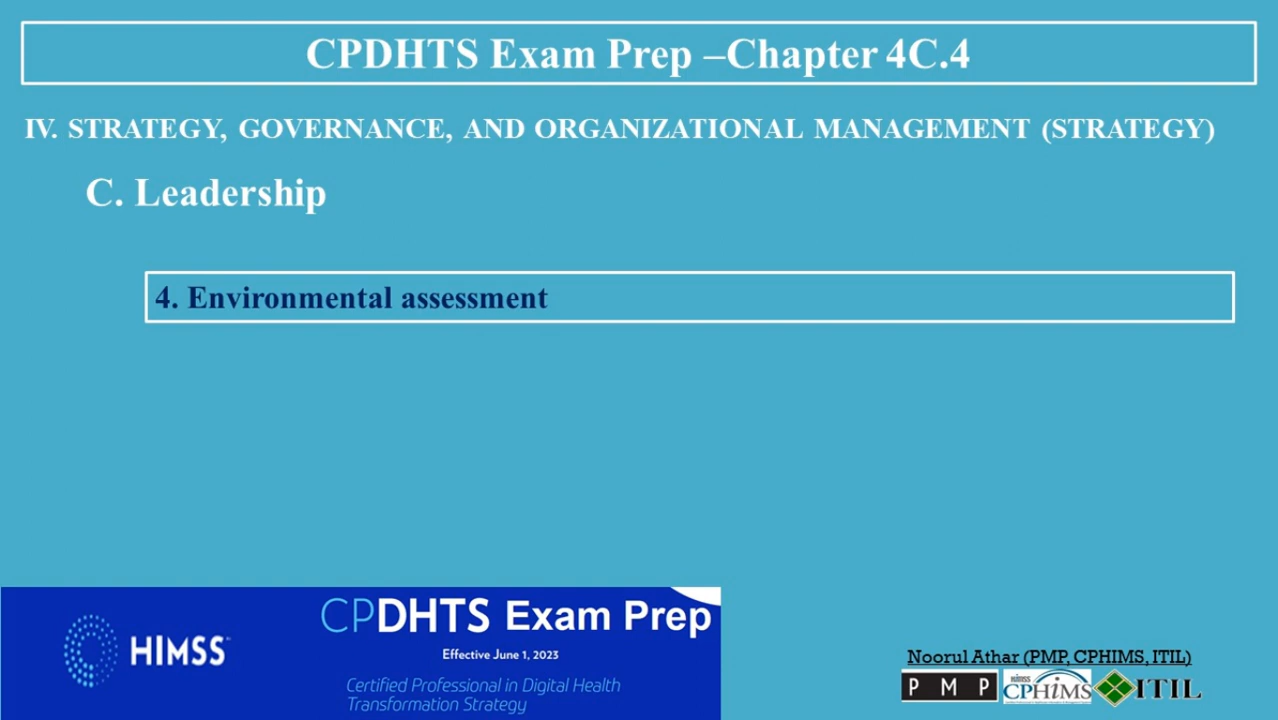 CPDHTS Exam Prep –Chapter 4C.4
IV. STRATEGY, GOVERNANCE, AND ORGANIZATIONAL MANAGEMENT (STRATEGY)
C. Leadership
4. Environmental assessment
HIMSS
CPDHTS Exam Prep
Effective June 1, 2023
Certified Professional in Digital Health
Transformation Strategy
Noorul Athar (PMP, CPHIMS, ITIL)
PMP
HIMSS
CPHiMS
ITIL